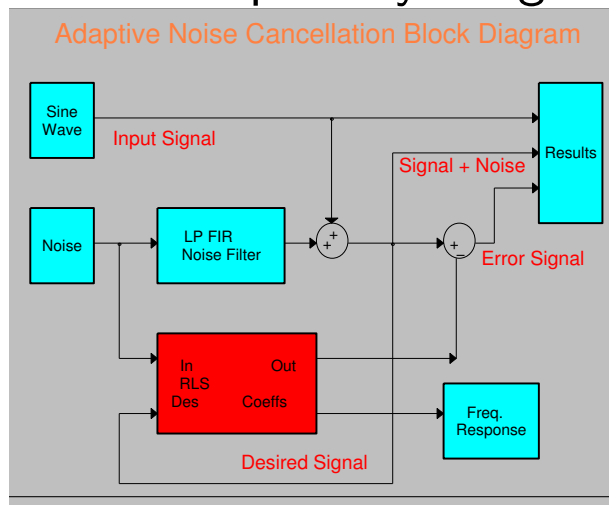 Adaptive Noise Cancellation Block Diagram
Sine
Wave
Input Signal
Signal + Noise
Results
Noise
LP FIR
Noise Filter
+
+
+
−
Error Signal
In Out
RLS
Des Coeffs
Freq.
Response
Desired Signal